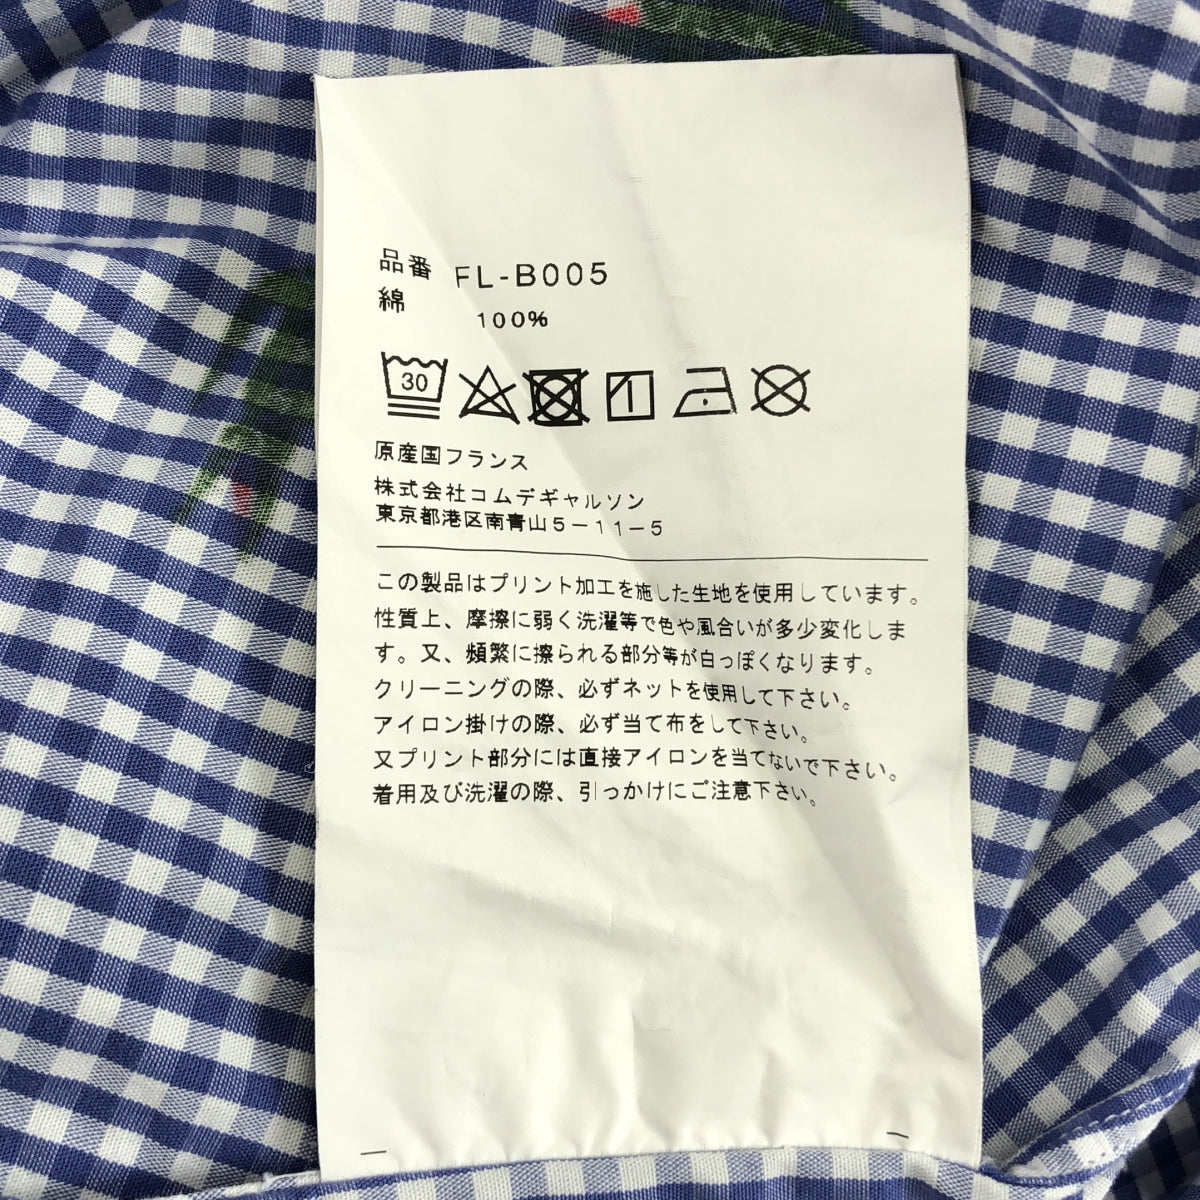 品番 FL-B005
綿 100%
30
原産国フランス
株式会社コムデギャルソン
東京都港区南青山5-11-5
この製品はプリント加工を施した生地を使用しています。
性質上、摩擦に弱く洗濯等で色や風合いが多少変化しま
す。又、頻繁に擦られる部分等が白っぽくなります。
クリーニングの際、必ずネットを使用して下さい。
アイロン掛けの際、必ず当て布をして下さい。
又プリント部分には直接アイロンを当てないで下さい。
着用及び洗濯の際、引っかけにご注意下さい。